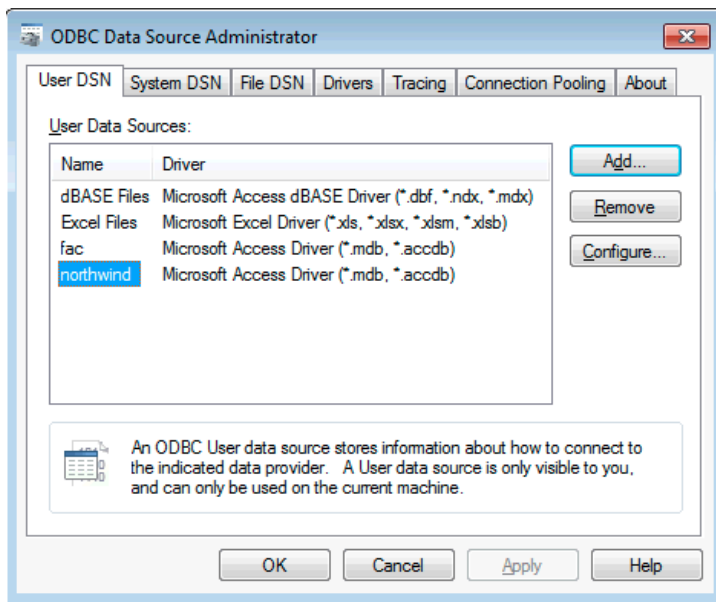 ODBC Data Source Administrator
User DSN System DSN File DSN Drivers Tracing Connection Pooling About
User Data Sources:
Name Driver
dBASE Files Microsoft Access dBASE Driver (*.dbf, *.ndx, *.mdx)
Excel Files Microsoft Excel Driver (*.xls, *.xlsx, *.xlsm, *.xlsb)
fac Microsoft Access Driver (*.mdb, *.accdb)
northwind Microsoft Access Driver (*.mdb, *.accdb)
Add...
Remove
Configure...
An ODBC User data source stores information about how to connect to
the indicated data provider. A User data source is only visible to you,
and can only be used on the current machine.
OK Cancel Apply Help